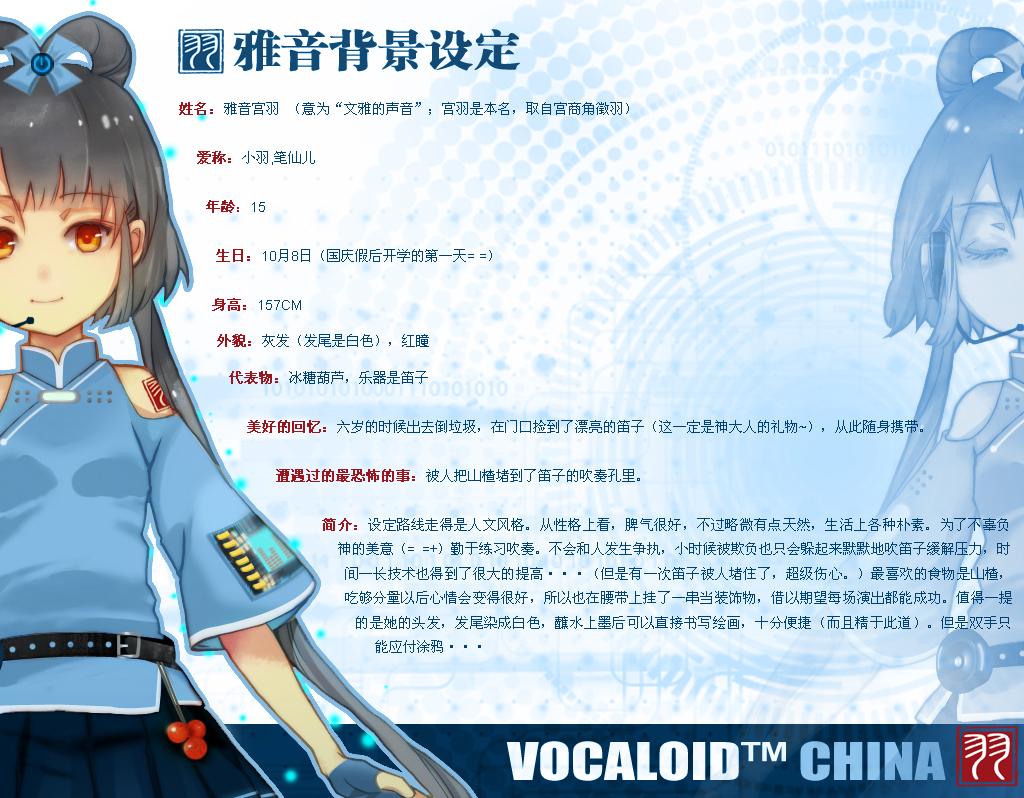 羽 雅音背景设定
姓名：雅音宫羽 （意为“文雅的声音”；宫羽是本名，取自宫商角徵羽）
0101110101010
爱称：小羽,笔仙儿
年龄：15
生日：10月8日（国庆假后开学的第一天= =）
身高：157CM
外貌：灰发（发尾是白色），红瞳
代表物：冰糖葫芦，乐器是笛子
美好的回忆：六岁的时候出去倒垃圾，在门口捡到了漂亮的笛子（这一定是神大人的礼物~），从此随身携带。
遭遇过的最恐怖的事：被人把山楂堵到了笛子的吹奏孔里。
简介：设定路线走得是人文风格。从性格上看，脾气很好，不过略微有点天然，生活上各种朴素。为了不辜负
神的美意（= =+）勤于练习吹奏。不会和人发生争执，小时候被欺负也只会躲起来默默地吹笛子缓解压力，时
间一长技术也得到了很大的提高···（但是有一次笛子被人堵住了，超级伤心。）最喜欢的食物是山楂，
吃够分量以后心情会变得很好，所以也在腰带上挂了一串当装饰物，借以期望每场演出都能成功。值得一提
的是她的头发，发尾染成白色，蘸水上墨后可以直接书写绘画，十分便捷（而且精于此道）。但是双手只
能应付涂鸦···
VOCALOID™ CHINA 羽